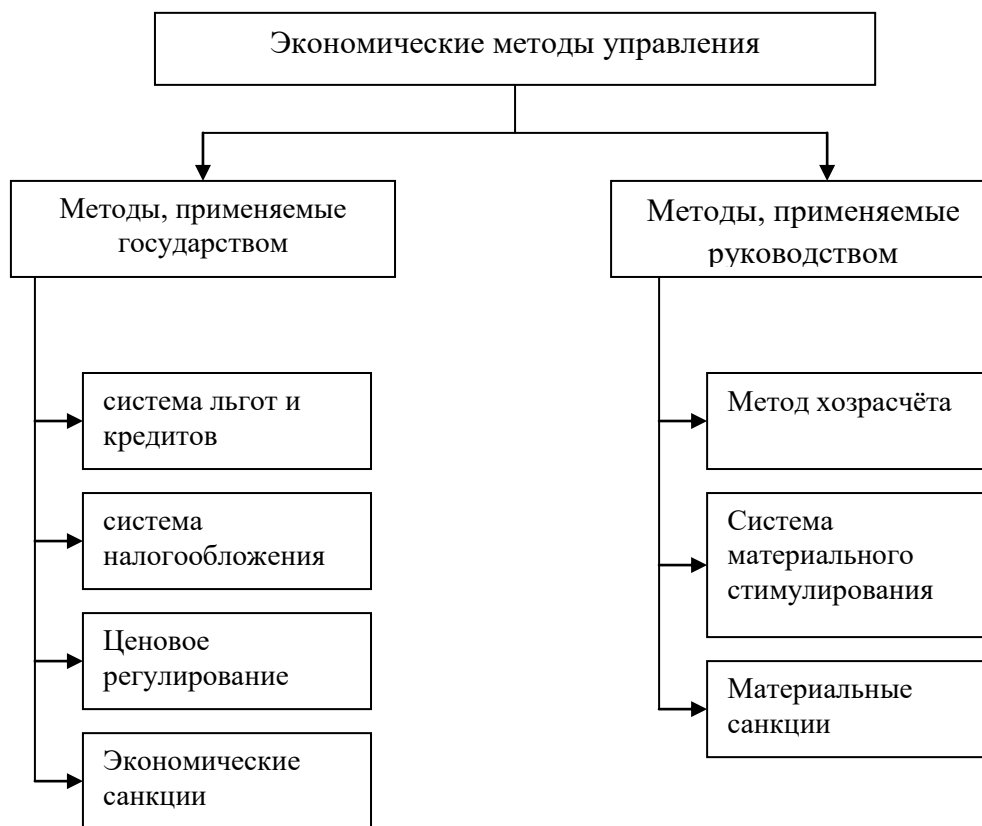 Экономические методы управления
Методы, применяемые
государством
Методы, применяемые
руководством
система льгот и
кредитов
система
налогообложения
Ценовое
регулирование
Экономические
санкции
Метод хозрасчёта
Система
материального
стимулирования
Материальные
санкции